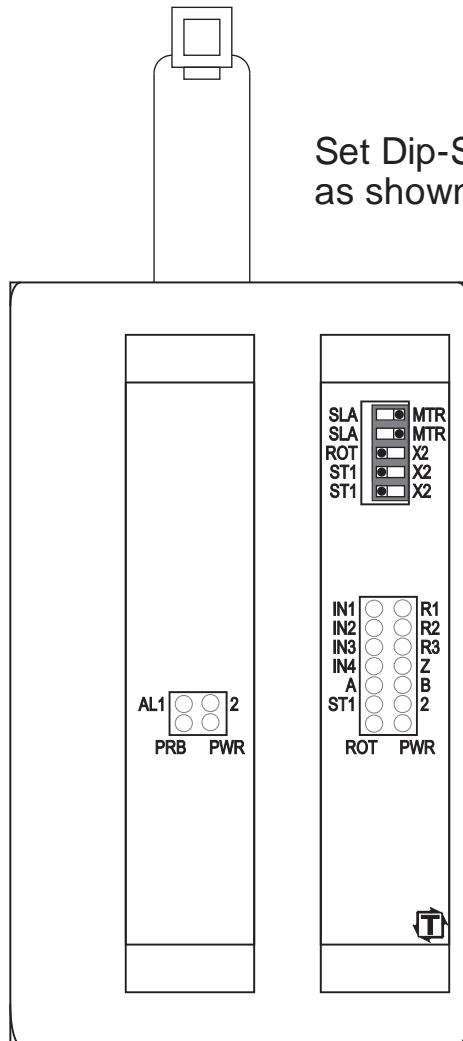 Set Dip-S
as shown
SLA MTR
SLA MTR
ROT X2
ST1 X2
ST1 X2
IN1 R1
IN2 R2
IN3 R3
IN4 Z
A B
ST1 2
ROT PWR
AL1 2
PRB PWR
T